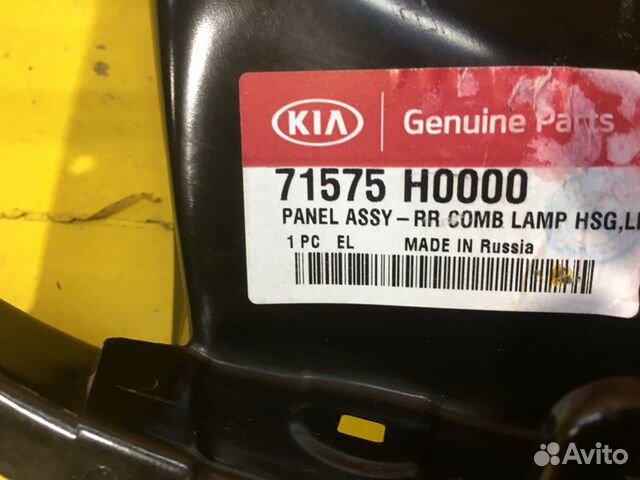 KIA Genuine Parts
71575 H0000
PANEL ASSY-RR COMB LAMP HSG,L
1 PC EL MADE IN Russia
Avito